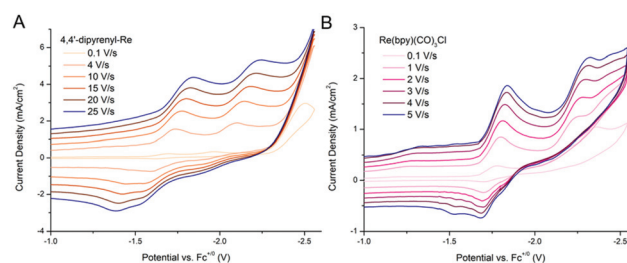 A
4,4'-dipyrenyl-Re
0.1 V/s
4 V/s
10 V/s
15 V/s
20 V/s
25 V/s
Current Density (mA/cm²)
6
4
2
0
-2
-4
-1.0
-1.5
-2.0
-2.5
Potential vs. Fc⁺/⁰ (V)
B
Re(bpy)(CO)₃Cl
0.1 V/s
1 V/s
2 V/s
3 V/s
4 V/s
5 V/s
Current Density (mA/cm²)
3
2
1
0
-1
-1.0
-1.5
-2.0
-2.5
Potential vs. Fc⁺/⁰ (V)